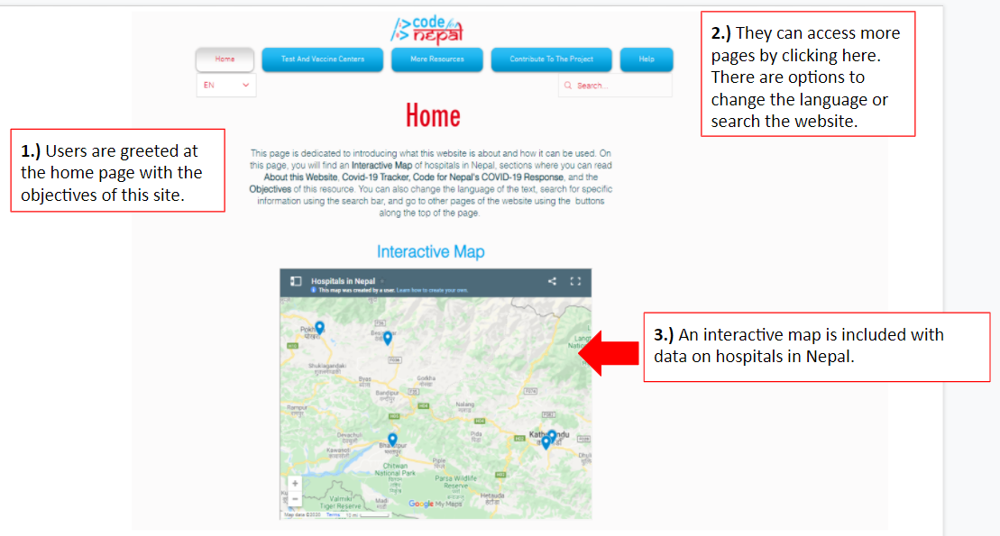 code for
nepal
Home
Test And Vaccine Centers
More Resources
Contribute To The Project
Help
EN
Search...
2.) They can access more
pages by clicking here.
There are options to
change the language or
search the website.
Home
1.) Users are greeted at
the home page with the
objectives of this site.
This page is dedicated to introducing what this website is about and how it can be used. On
this page, you will find an Interactive Map of hospitals in Nepal, sections where you can read
About this Website, Covid-19 Tracker, Code for Nepal's COVID-19 Response, and the
Objectives of this resource. You can also change the language of the text, search for specific
information using the search bar, and go to other pages of the website using the buttons
along the top of the page.
Interactive Map
Hospitals in Nepal
This map was created by a user. Learn how to create your own.
3.) An interactive map is included with
data on hospitals in Nepal.
Shuklagandaki
Byas
Gorkha
Bandipur
Rampur
Nalang
Devachuli
Pida
Kawasoti
Chitwan
National Park
Piple
Parsa Wildlife
Reserve
Valmiki
Tiger Reserve
Madi
Hetauda
Google My Maps
Map data ©2020 Terms 10 mi